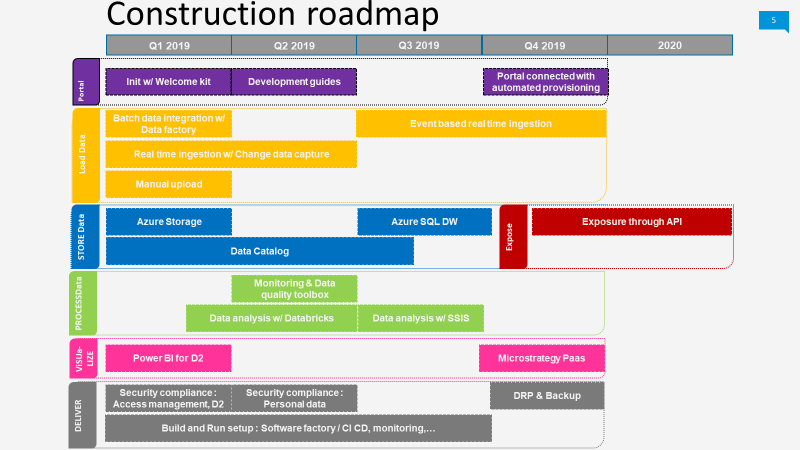 Construction roadmap
5
Q1 2019
Q2 2019
Q3 2019
Q4 2019
2020
Portal
Init w/ Welcome kit
Development guides
Portal connected with
automated provisioning
Load Data
Batch data integration w/
Data factory
Event based real time ingestion
Real time ingestion w/ Change data capture
Manual upload
STORE Data
Azure Storage
Azure SQL DW
Expose
Exposure through API
Data Catalog
PROCESSData
Monitoring & Data
quality toolbox
Data analysis w/ Databricks
Data analysis w/ SSIS
VISUa-
LIZE
Power BI for D2
Microstrategy Paas
DELIVER
Security compliance :
Access management, D2
Security compliance :
Personal data
DRP & Backup
Build and Run setup : Software factory / CI CD, monitoring,...